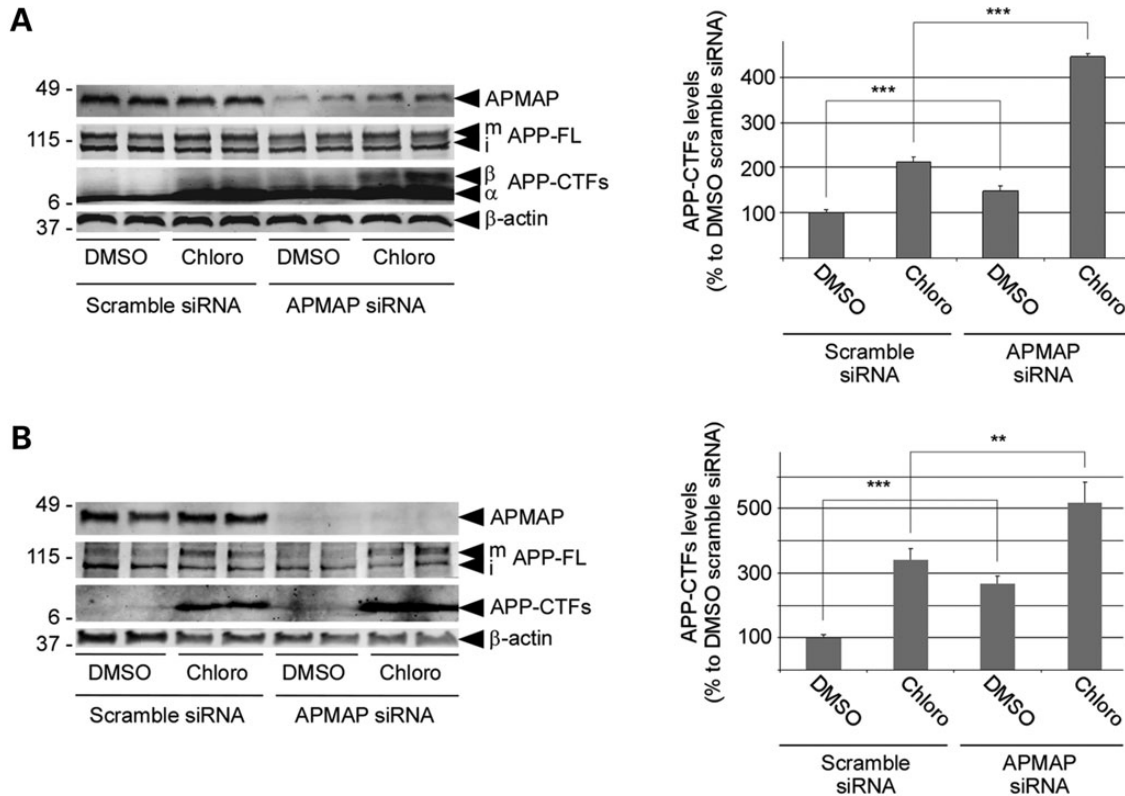 A
49 -
APMAP
115 -
m
i
APP-FL
β
α
APP-CTFs
6 -
37 -
β-actin
DMSO Chloro DMSO Chloro
Scramble siRNA APMAP siRNA
APP-CTFs levels
(% to DMSO scramble siRNA)
400
300
200
100
***
***
DMSO Chloro DMSO Chloro
Scramble
siRNA
APMAP
siRNA
B
49 -
APMAP
115 -
m
i
APP-FL
APP-CTFs
6 -
37 -
β-actin
DMSO Chloro DMSO Chloro
Scramble siRNA APMAP siRNA
APP-CTFs levels
(% to DMSO scramble siRNA)
500
300
100
**
***
DMSO Chloro DMSO Chloro
Scramble
siRNA
APMAP
siRNA